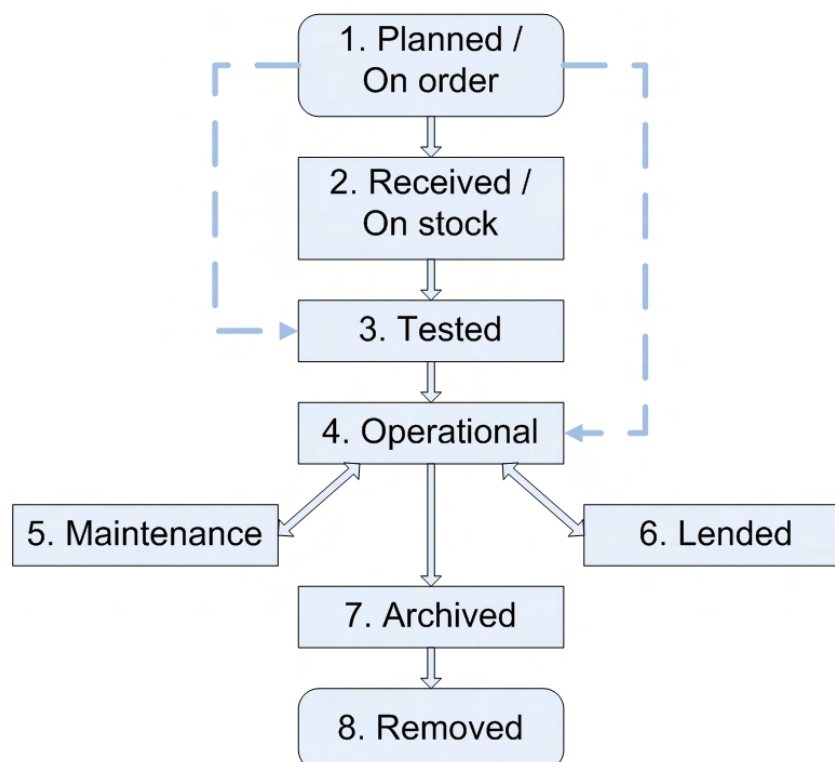 1. Planned /
On order
2. Received /
On stock
3. Tested
4. Operational
5. Maintenance
6. Lended
7. Archived
8. Removed